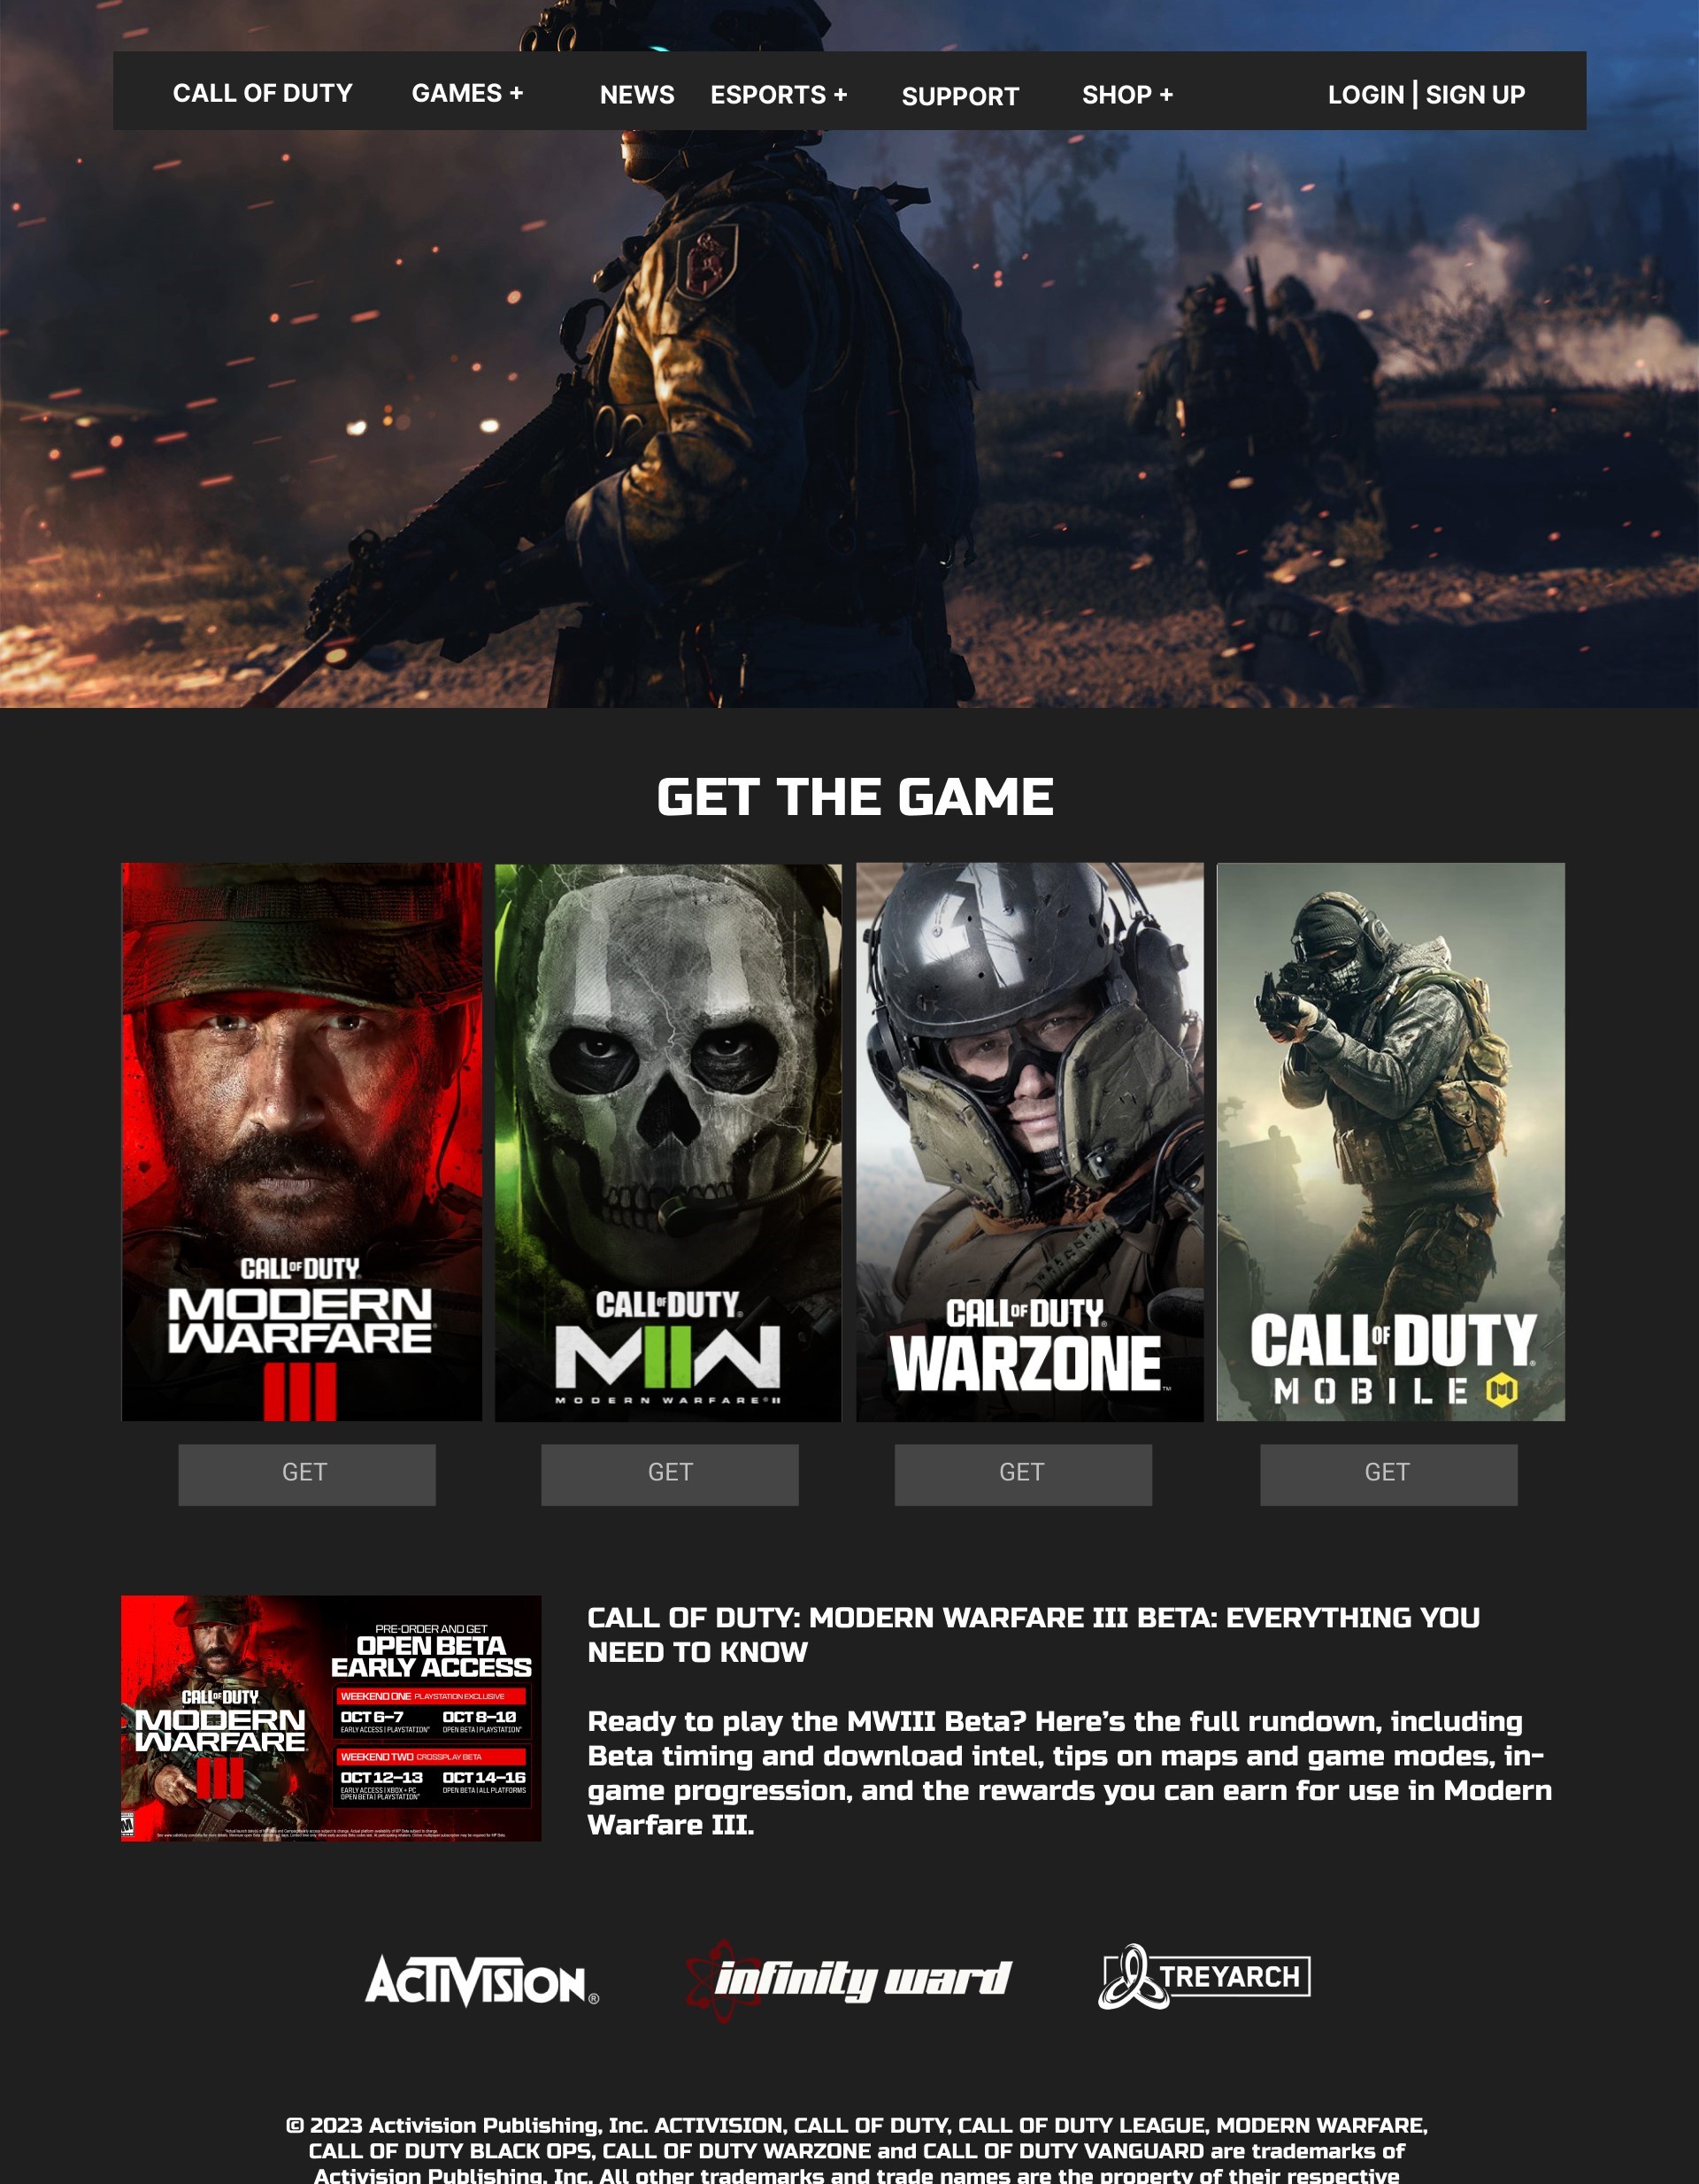 CALL OF DUTY
GAMES +
NEWS
ESPORTS +
SUPPORT
SHOP +
LOGIN | SIGN UP
GET THE GAME
CALL OF DUTY
MODERN
WARFARE
III
CALL OF DUTY
MIIW
MODERN WARFARE II
CALL OF DUTY
WARZONE
CALL OF DUTY
MOBILE
GET
GET
GET
GET
PRE-ORDER AND GET
OPEN BETA
EARLY ACCESS
WEEKEND ONE PLAYSTATION EXCLUSIVE
OCT 6–7 OCT 8–10
EARLY ACCESS | PLAYSTATION® OPEN BETA | PLAYSTATION®
WEEKEND TWO CROSSPLAY BETA
OCT 12–13 OCT 14–16
EARLY ACCESS | XBOX + PC OPEN BETA | ALL PLATFORMS
OPEN BETA | PLAYSTATION®
CALL OF DUTY
MODERN
WARFARE
III
CALL OF DUTY: MODERN WARFARE III BETA: EVERYTHING YOU
NEED TO KNOW
Ready to play the MWIII Beta? Here’s the full rundown, including
Beta timing and download intel, tips on maps and game modes, in-
game progression, and the rewards you can earn for use in Modern
Warfare III.
ACTIVISION®
infinity ward
TREYARCH
© 2023 Activision Publishing, Inc. ACTIVISION, CALL OF DUTY, CALL OF DUTY LEAGUE, MODERN WARFARE,
CALL OF DUTY BLACK OPS, CALL OF DUTY WARZONE and CALL OF DUTY VANGUARD are trademarks of
Activision Publishing, Inc. All other trademarks and trade names are the property of their respective